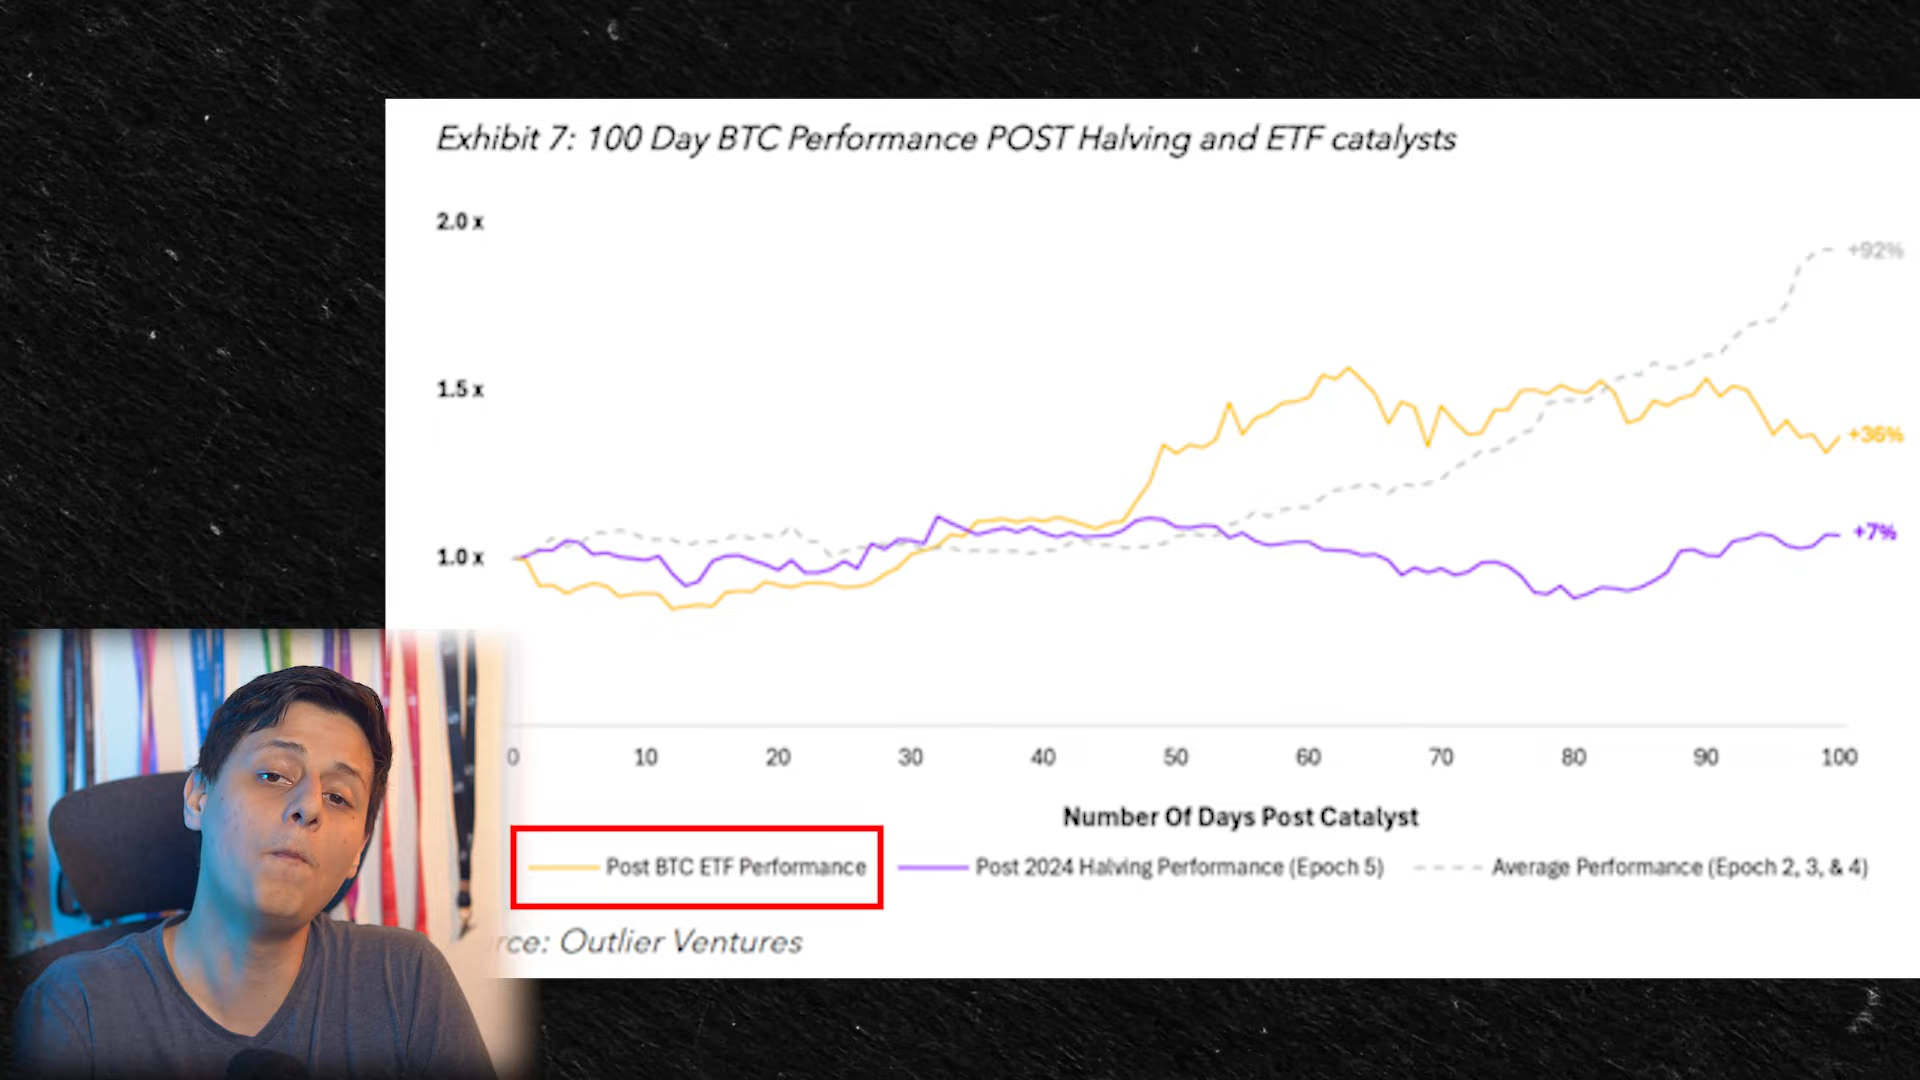 Exhibit 7: 100 Day BTC Performance POST Halving and ETF catalysts
2.0 x
+92%
1.5 x
+36%
+7%
1.0 x
0 10 20 30 40 50 60 70 80 90 100
Number Of Days Post Catalyst
Post BTC ETF Performance Post 2024 Halving Performance (Epoch 5) Average Performance (Epoch 2, 3, & 4)
rce: Outlier Ventures